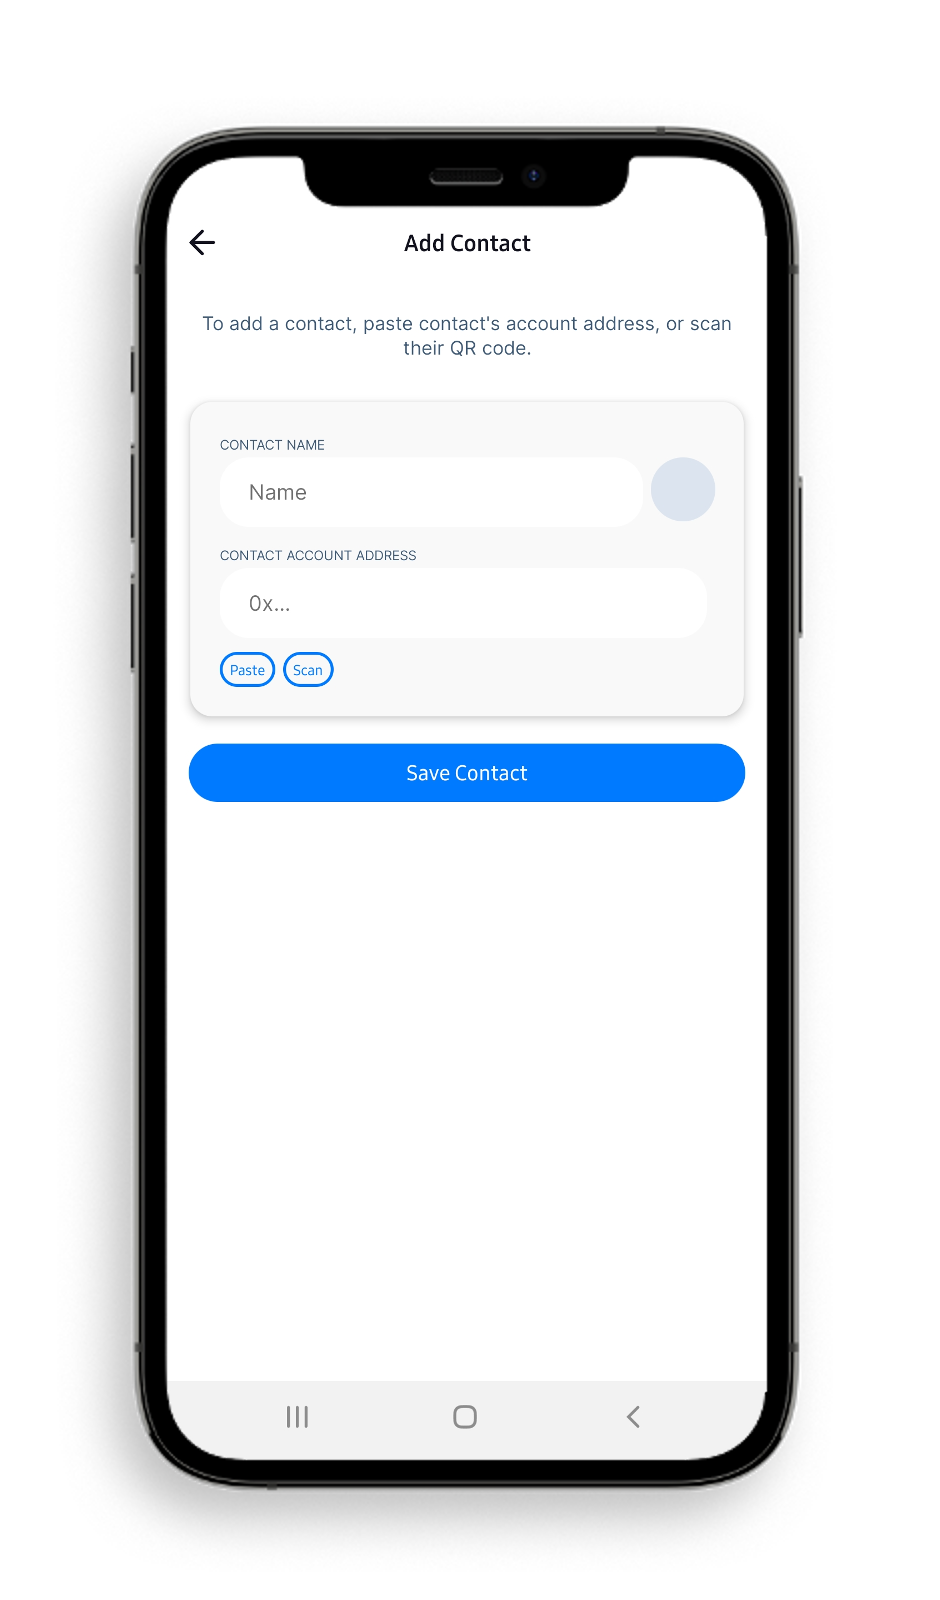 Add Contact
To add a contact, paste contact's account address, or scan
their QR code.
CONTACT NAME
Name
CONTACT ACCOUNT ADDRESS
0x...
Paste Scan
Save Contact